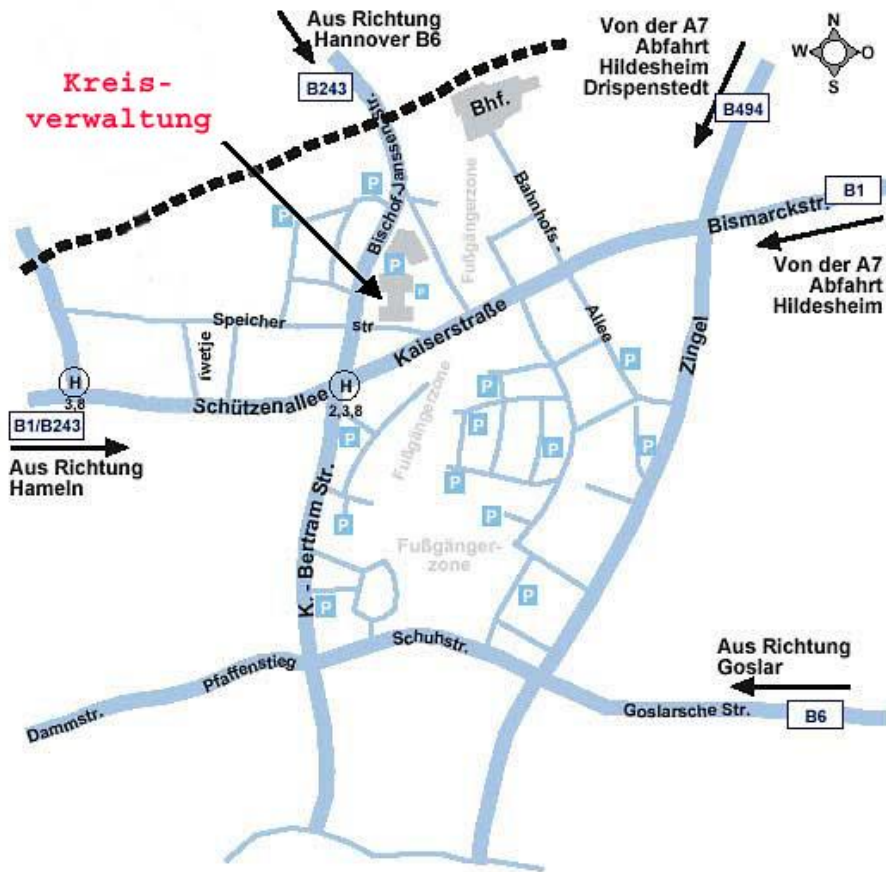 Aus Richtung
Hannover B6
Von der A7
Abfahrt
Hildesheim
Drispenstedt
N
W
O
S
Kreis-
verwaltung
B243
Bhf.
B494
P
P
Bischof-Janssen-Str.
P
P
Fußgängerzone
Bahnhofs-
Allee
Bismarckstr.
B1
Von der A7
Abfahrt
Hildesheim
Speicher
str
Kaiserstraße
Zingel
Twetje
H
3,8
Schützenallee
H
2,3,8
B1/B243
Aus Richtung
Hameln
P
P
P
P
P
P
Fußgängerzone
P
P
P
P
Fußgänger-
zone
K. - Bertram Str.
P
P
Dammstr.
Pfaffenstieg
Schuhstr.
Aus Richtung
Goslar
Goslarsche Str.
B6